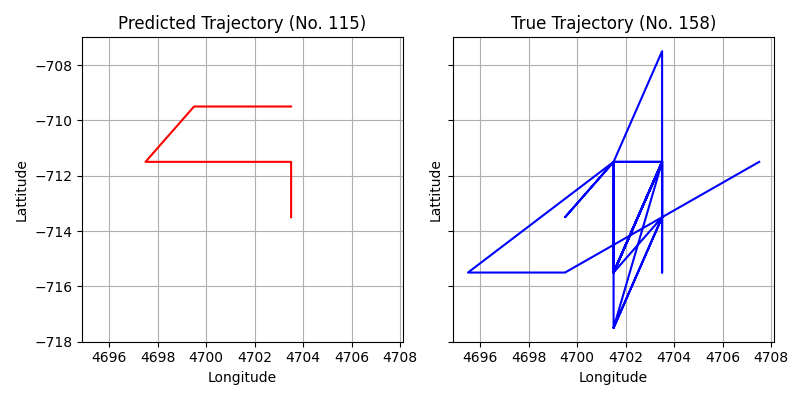 Predicted Trajectory (No. 115)
True Trajectory (No. 158)
Lattitude
−708
−710
−712
−714
−716
−718
4696 4698 4700 4702 4704 4706 4708
Longitude
Lattitude
4696 4698 4700 4702 4704 4706 4708
Longitude